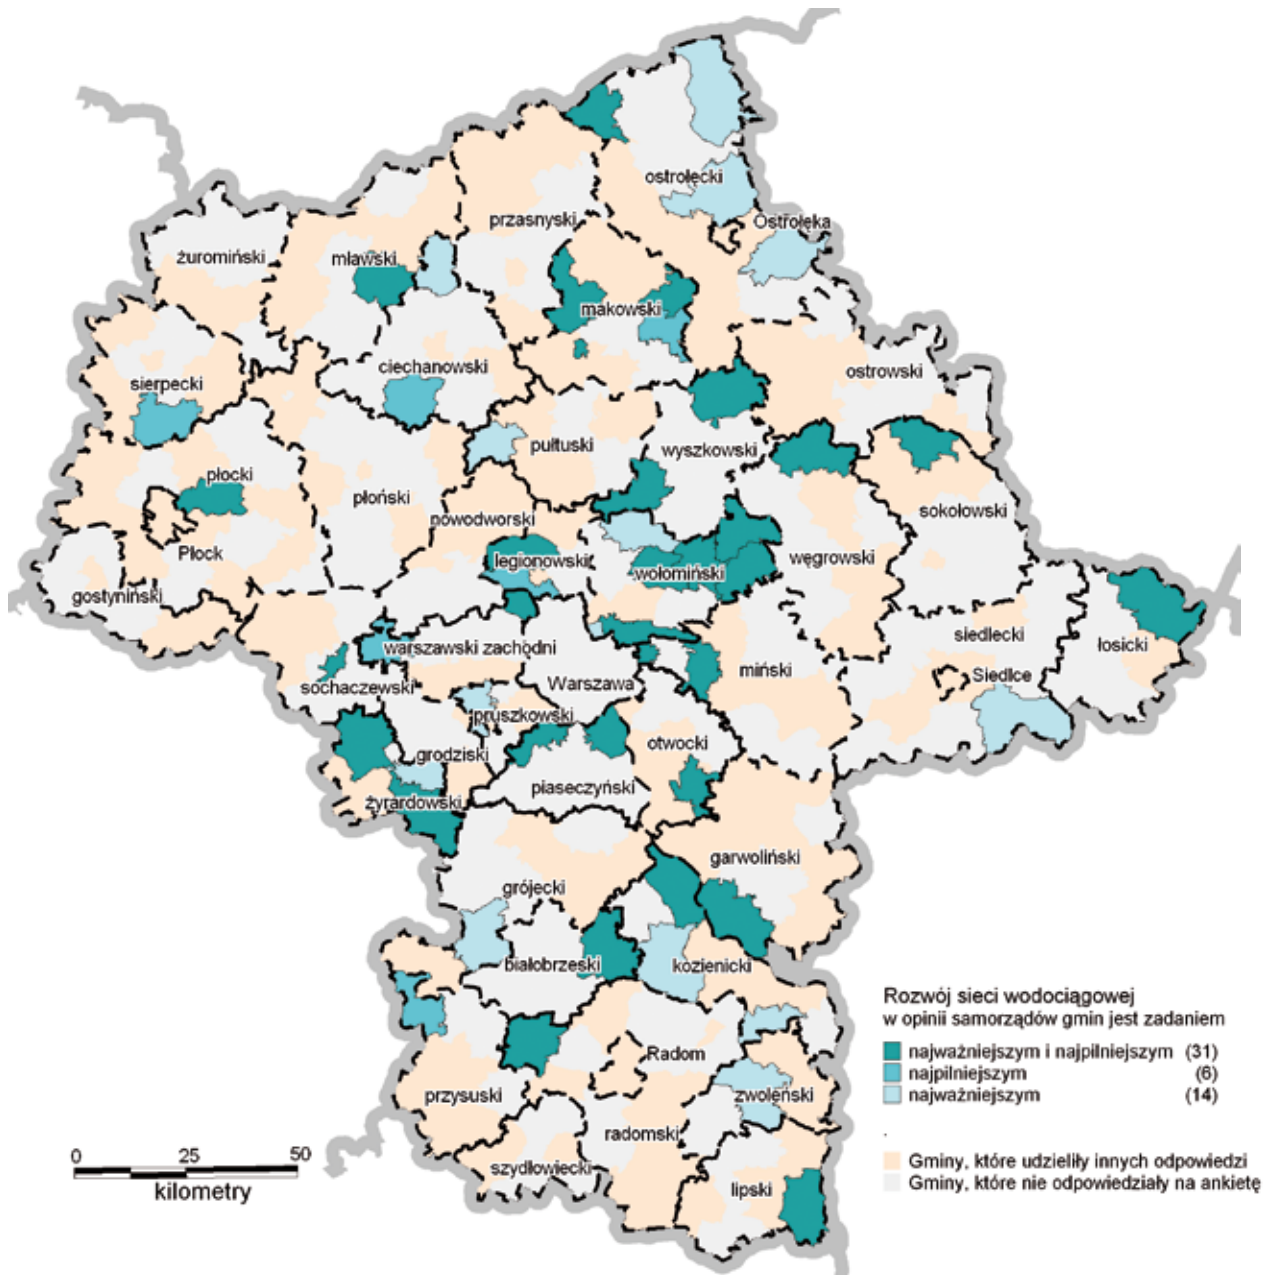 ostrołęcki
Ostrołęka
przasnyski
żuromiński
mławski
makowski
ciechanowski
ostrowski
sierpecki
pułtuski
wyszkowski
płocki
płoński
sokołowski
nowodworski
Płock
legionowski
wołomiński
węgrowski
gostyniński
siedlecki
łosicki
warszawski zachodni
miński
Siedlce
sochaczewski
Warszawa
pruszkowski
otwocki
grodziski
piaseczyński
żyrardowski
garwoliński
grójecki
białobrzeski
kozienicki
Rozwój sieci wodociągowej
w opinii samorządów gmin jest zadaniem
najważniejszym i najpilniejszym (31)
najpilniejszym (6)
najważniejszym (14)
Radom
przysuski
zwoleński
radomski
szydłowiecki
lipski
0 25 50
kilometry
Gminy, które udzieliły innych odpowiedzi
Gminy, które nie odpowiedziały na ankietę